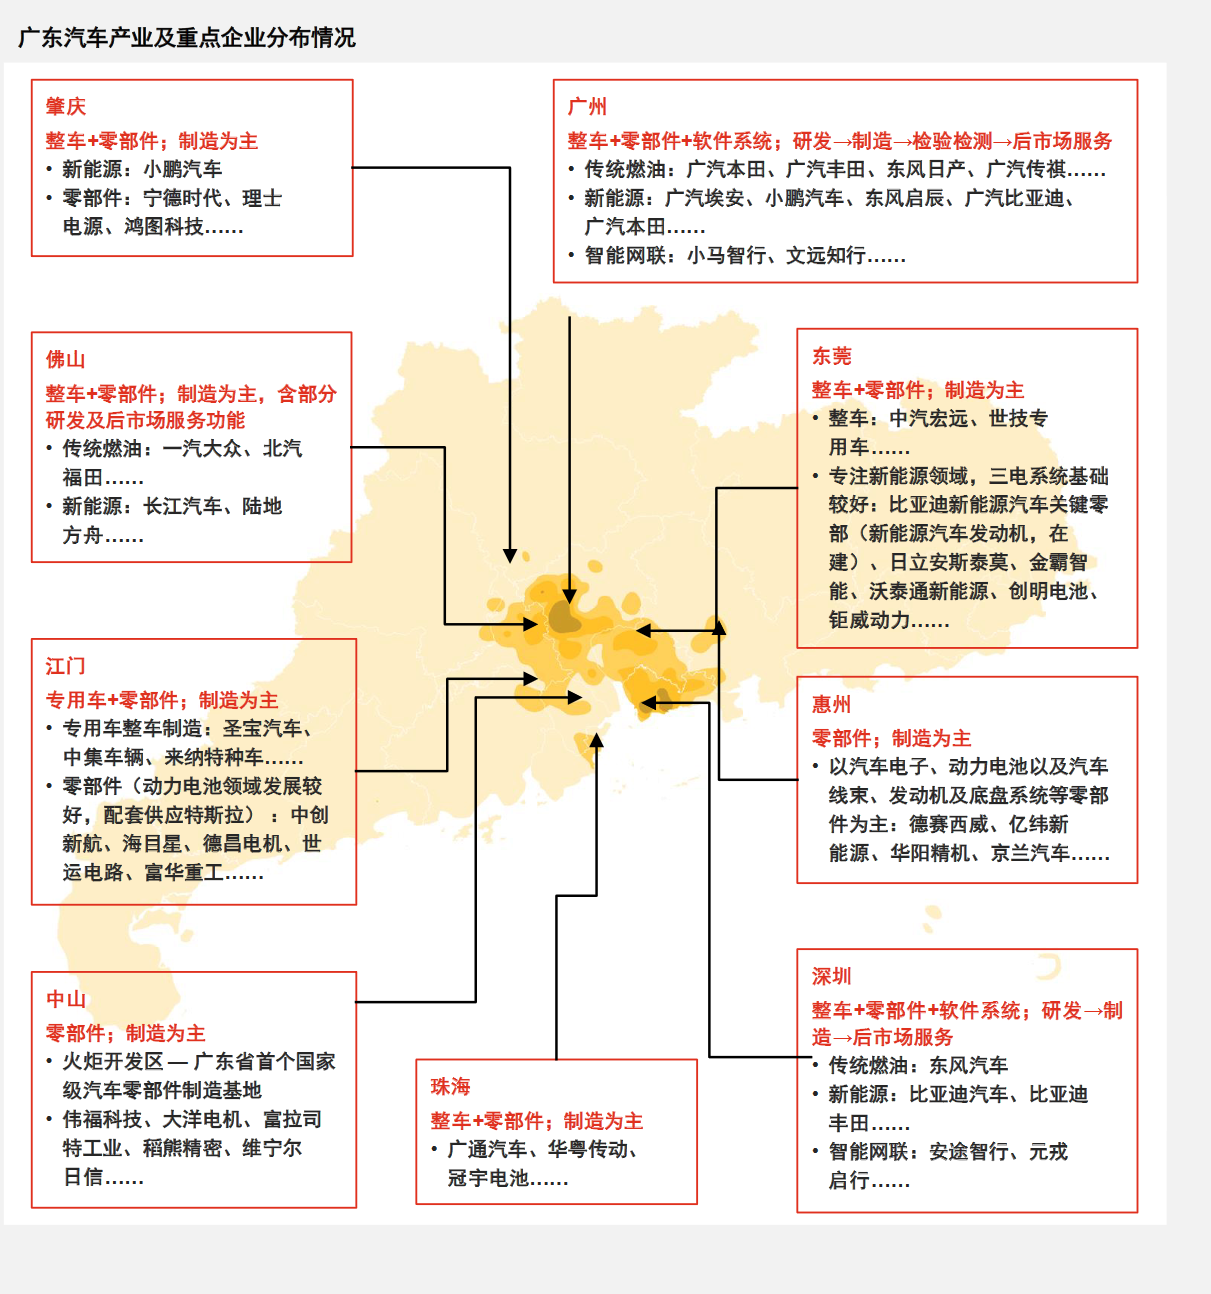 广东汽车产业及重点企业分布情况
肇庆
整车+零部件；制造为主
• 新能源：小鹏汽车
• 零部件：宁德时代、理士
电源、鸿图科技......
广州
整车+零部件+软件系统；研发→制造→检验检测→后市场服务
• 传统燃油：广汽本田、广汽丰田、东风日产、广汽传祺......
• 新能源：广汽埃安、小鹏汽车、东风启辰、广汽比亚迪、
广汽本田......
• 智能网联：小马智行、文远知行......
佛山
整车+零部件；制造为主，含部分
研发及后市场服务功能
• 传统燃油：一汽大众、北汽
福田......
• 新能源：长江汽车、陆地
方舟......
东莞
整车+零部件；制造为主
• 整车：中汽宏远、世技专
用车......
• 专注新能源领域，三电系统基础
较好：比亚迪新能源汽车关键零
部（新能源汽车发动机，在
建）、日立安斯泰莫、金霸智
能、沃泰通新能源、创明电池、
钜威动力......
江门
专用车+零部件；制造为主
• 专用车整车制造：圣宝汽车、
中集车辆、来纳特种车......
• 零部件（动力电池领域发展较
好，配套供应特斯拉）：中创
新航、海目星、德昌电机、世
运电路、富华重工......
惠州
零部件；制造为主
• 以汽车电子、动力电池以及汽车
线束、发动机及底盘系统等零部
件为主：德赛西威、亿纬新
能源、华阳精机、京兰汽车......
中山
零部件；制造为主
• 火炬开发区 — 广东省首个国家
级汽车零部件制造基地
• 伟福科技、大洋电机、富拉司
特工业、稻熊精密、维宁尔
日信......
珠海
整车+零部件；制造为主
• 广通汽车、华粤传动、
冠宇电池......
深圳
整车+零部件+软件系统；研发→制
造→后市场服务
• 传统燃油：东风汽车
• 新能源：比亚迪汽车、比亚迪
丰田......
• 智能网联：安途智行、元戎
启行......